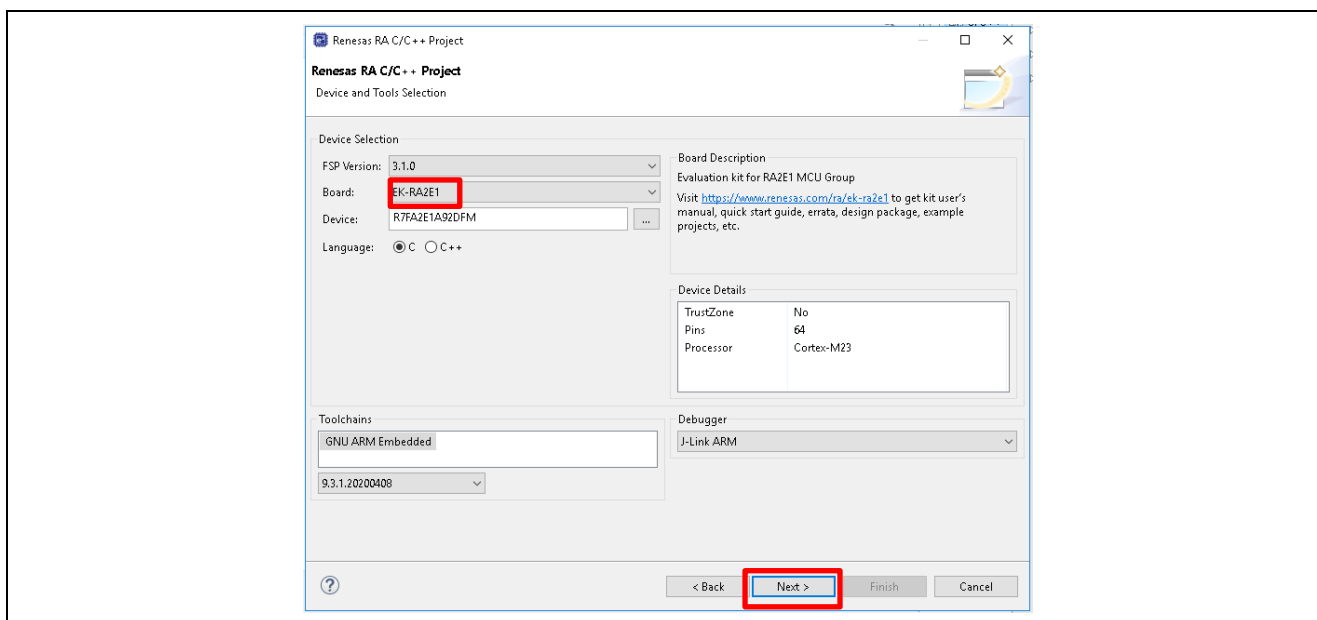 Renesas RA C/C++ Project
Renesas RA C/C++ Project
Device and Tools Selection
Device Selection
FSP Version: 3.1.0
Board: EK-RA2E1
Device: R7FA2E1A92DFM ...
Language: C C++
Board Description
Evaluation kit for RA2E1 MCU Group
Visit https://www.renesas.com/ra/ek-ra2e1 to get kit user's
manual, quick start guide, errata, design package, example
projects, etc.
Device Details
TrustZone No
Pins 64
Processor Cortex-M23
Toolchains
GNU ARM Embedded
9.3.1.20200408
Debugger
J-Link ARM
? < Back Next > Finish Cancel